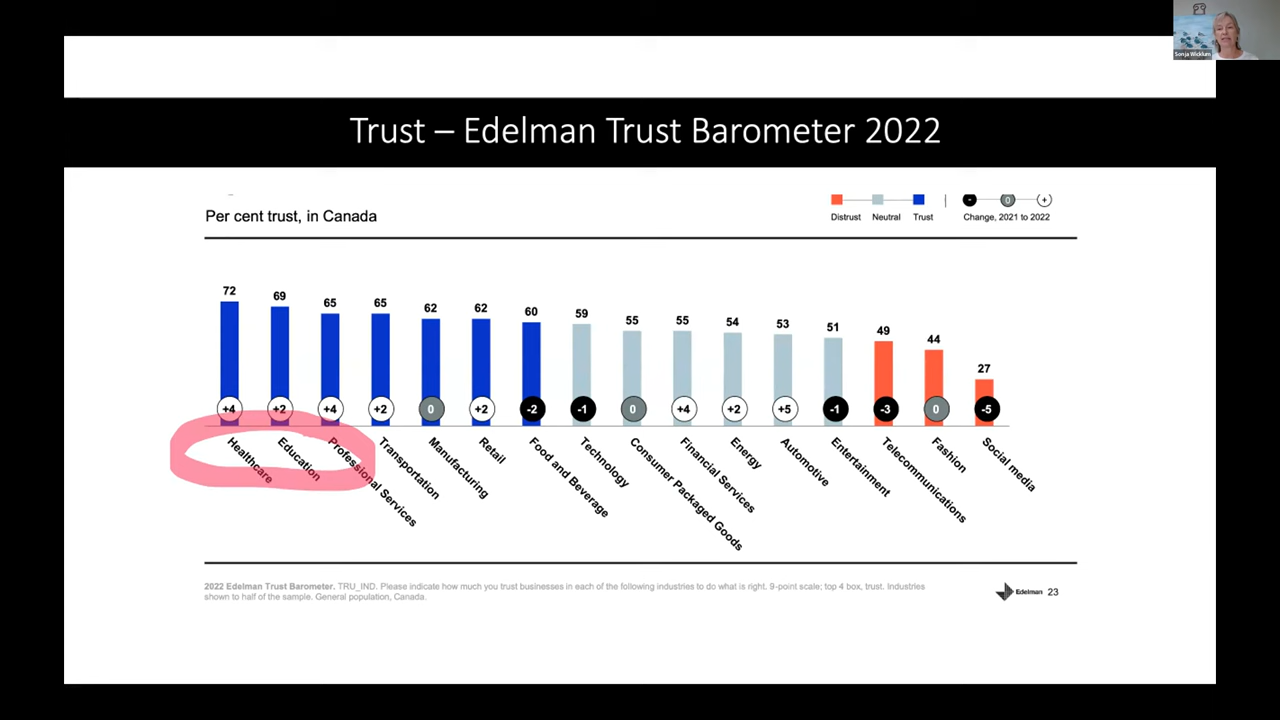 Sonja Wicklum
Trust – Edelman Trust Barometer 2022
Per cent trust, in Canada
Distrust Neutral Trust
- 0 +
Change, 2021 to 2022
72 69 65 65 62 62 60 59 55 55 54 53 51 49 44 27
+4 +2 +4 +2 0 +2 -2 -1 0 +4 +2 +5 -1 -3 0 -5
Healthcare
Education
Professional Services
Transportation
Manufacturing
Retail
Food and Beverage
Technology
Consumer Packaged Goods
Financial Services
Energy
Automotive
Entertainment
Telecommunications
Fashion
Social media
2022 Edelman Trust Barometer. TRU_IND. Please indicate how much you trust businesses in each of the following industries to do what is right. 9-point scale; top 4 box, trust. Industries
shown to half of the sample. General population, Canada.
Edelman 23